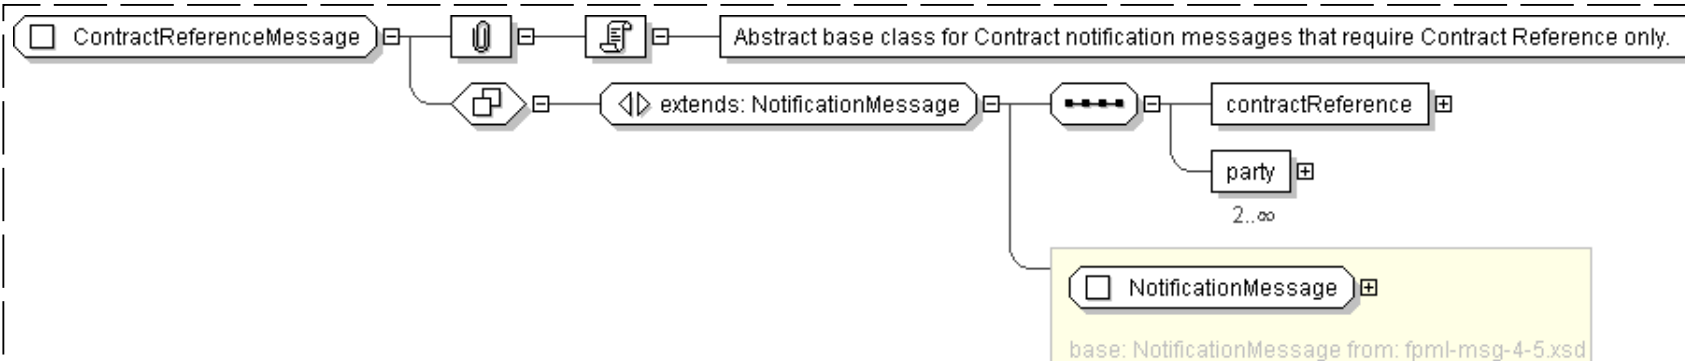 ContractReferenceMessage
Abstract base class for Contract notification messages that require Contract Reference only.
extends: NotificationMessage
contractReference
party
2..∞
NotificationMessage
base: NotificationMessage from: fpml-msg-4-5.xsd